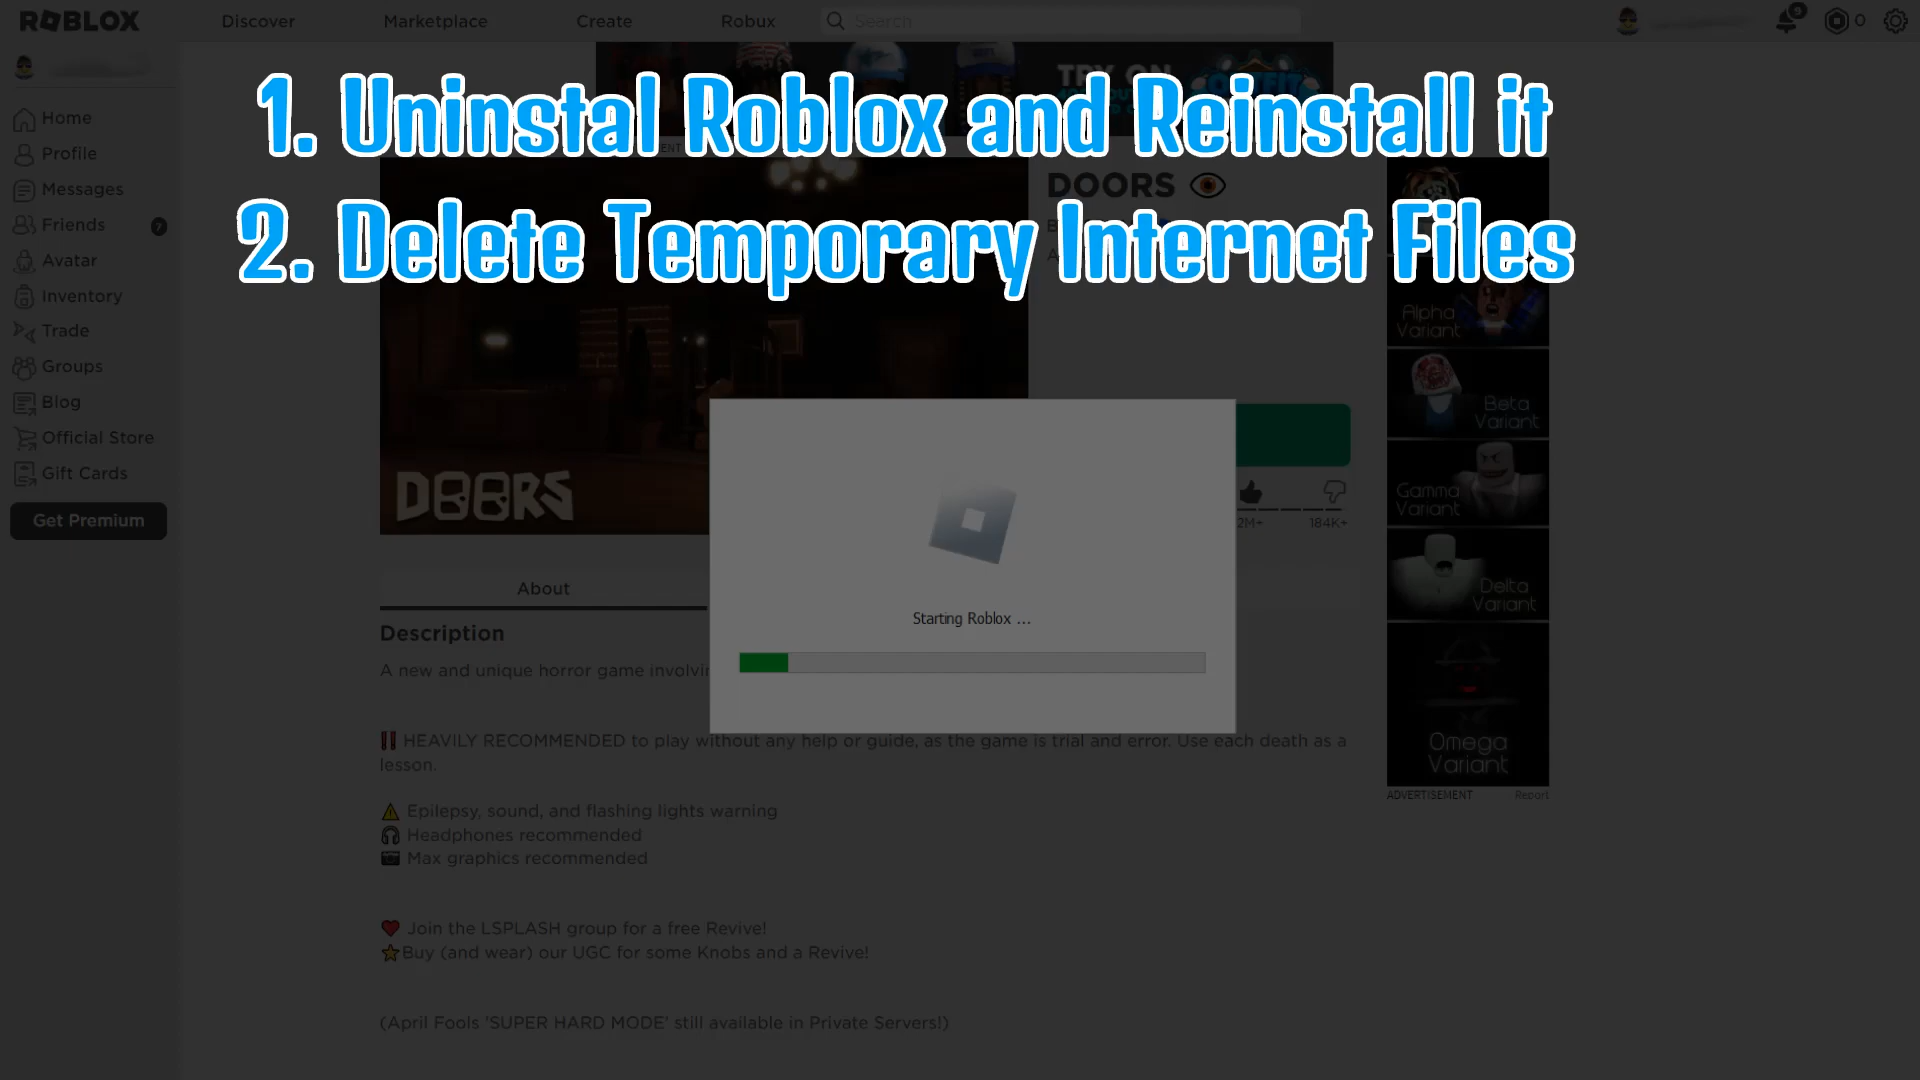 ROBLOX
Discover
Marketplace
Create
Robux
Search
9
0
1. Uninstal Roblox and Reinstall it
2. Delete Temporary Internet Files
TRY ON
Home
Profile
Messages
Friends
7
Avatar
Inventory
Trade
Groups
Blog
Official Store
Gift Cards
Get Premium
DOORS
DOORS
2M+
184K+
Alpha
Variant
Beta
Variant
Gamma
Variant
Delta
Variant
Omega
Variant
ADVERTISEMENT
Report
Starting Roblox ...
About
Description
A new and unique horror game involvin
!! HEAVILY RECOMMENDED to play without any help or guide, as the game is trial and error. Use each death as a
lesson.
⚠️ Epilepsy, sound, and flashing lights warning
🎧 Headphones recommended
📷 Max graphics recommended
❤️ Join the LSPLASH group for a free Revive!
⭐Buy (and wear) our UGC for some Knobs and a Revive!
(April Fools 'SUPER HARD MODE' still available in Private Servers!)